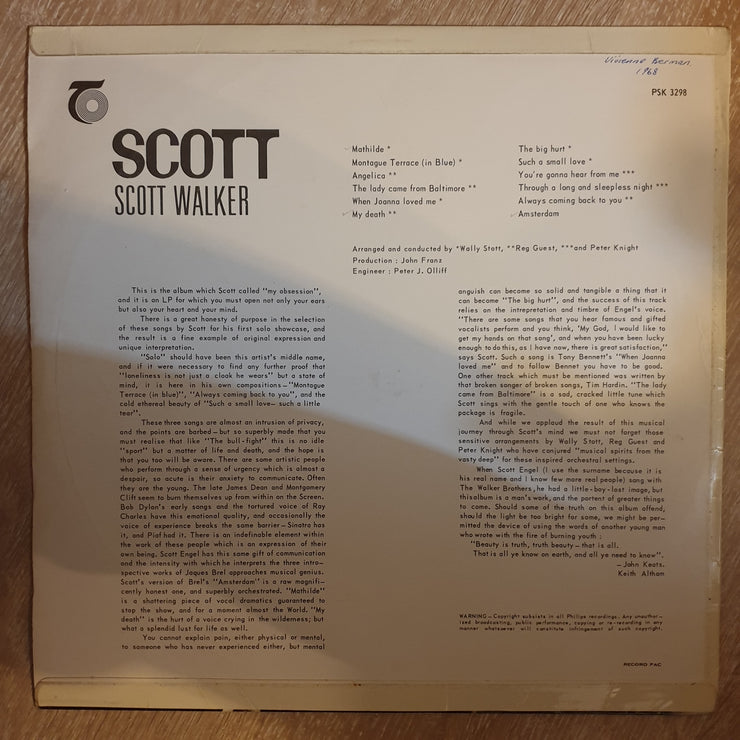 Vivienne Berman
1968
PSK 3298
SCOTT
SCOTT WALKER
Mathilde *
Montague Terrace (in Blue) *
Angelica **
The lady came from Baltimore **
When Joanna loved me *
My death **
The big hurt *
Such a small love *
You're gonna hear from me ***
Through a long and sleepless night ***
Always coming back to you **
Amsterdam
Arranged and conducted by *Wally Stott, **Reg Guest, ***and Peter Knight
Production : John Franz
Engineer : Peter J. Olliff
This is the album which Scott called "my obsession",
and it is an LP for which you must open not only your ears
but also your heart and your mind.
There is a great honesty of purpose in the selection
of these songs by Scott for his first solo showcase, and
the result is a fine example of original expression and
unique interpretation.
"Solo" should have been this artist's middle name,
and if it were necessary to find any further proof that
"loneliness is not just a cloak he wears" but a state of
mind, it is here in his own compositions—"Montague
Terrace (in blue)", "Always coming back to you", and the
cold ethereal beauty of "Such a small love— such a little
tear".
These three songs are almost an intrusion of privacy,
and the points are barbed—but so superbly made that you
must realise that like "The bull-fight" this is no idle
"sport" but a matter of life and death, and the hope is
that you too will be aware. There are some artistic people
who perform through a sense of urgency which is almost a
despair, so acute is their anxiety to communicate. Often
they are the young. The late James Dean and Montgomery
Clift seem to burn themselves up from within on the Screen.
Bob Dylan's early songs and the tortured voice of Ray
Charles have this emotional quality, and occasionally the
voice of experience breaks the same barrier—Sinatra has
it, and Piaf had it. There is an indefinable element within
the work of these people which is an expression of their
own being. Scott Engel has this same gift of communication
and the intensity with which he interprets the three intro-
spective works of Jaques Brel approaches musical genius.
Scott's version of Brel's "Amsterdam" is a raw magnifi-
cently honest one, and superbly orchestrated. "Mathilde"
is a shattering piece of vocal dramatics guaranteed to
stop the show, and for a moment almost the World. "My
death" is the hurt of a voice crying in the wilderness; but
what a splendid lust for life as well.
You cannot explain pain, either physical or mental,
to someone who has never experienced either, but mental
anguish can become so solid and tangible a thing that it
can become "The big hurt", and the success of this track
relies on the intrepretation and timbre of Engel's voice.
"There are some songs that you hear famous and gifted
vocalists perform and you think, 'My God, I would like to
get my hands on that song', and when you have been lucky
enough to do this, as I have now, there is great satisfaction,"
says Scott. Such a song is Tony Bennett's "When Joanna
loved me" and to follow Bennet you have to be good.
One other track which must be mentioned was written by
that broken songer of broken songs, Tim Hardin. "The lady
came from Baltimore" is a sad, cracked little tune which
Scott sings with the gentle touch of one who knows the
package is fragile.
And while we applaud the result of this musical
journey through Scott's mind we must not forget those
sensitive arrangements by Wally Stott, Reg Guest and
Peter Knight who have conjured "musical spirits from the
vasty deep" for these inspired orchestral settings.
When Scott Engel (I use the surname because it is
his real name and I know few more real people) sang with
The Walker Brothers, he had a little-boy-lost image, but
this album is a man's work, and the portent of greater things
to come. Should some of the truth on this album offend,
should the light be too bright for some, we might be per-
mitted the device of using the words of another young man
who wrote with the fire of burning youth :
"Beauty is truth, truth beauty—that is all.
That is all ye know on earth, and all ye need to know".
—John Keats.
Keith Altham
WARNING—Copyright subsists in all Philips recordings. Any unauthor-
ized broadcasting, public performance, copying or re-recording in any
manner whatsoever will constitute infringement of such copyright.
RECORD PAC